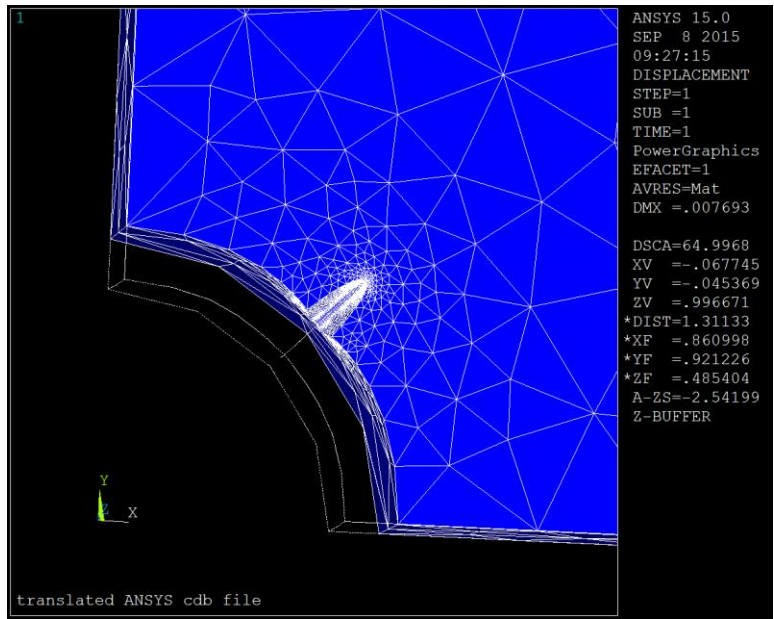 1
ANSYS 15.0
SEP  8 2015
09:27:15
DISPLACEMENT
STEP=1
SUB =1
TIME=1
PowerGraphics
EFACET=1
AVRES=Mat
DMX =.007693
DSCA=64.9968
XV  =-.067745
YV  =-.045369
ZV  =.996671
*DIST=1.31133
*XF  =.860998
*YF  =.921226
*ZF  =.485404
A-ZS=-2.54199
Z-BUFFER
Y
Z
X
translated ANSYS cdb file